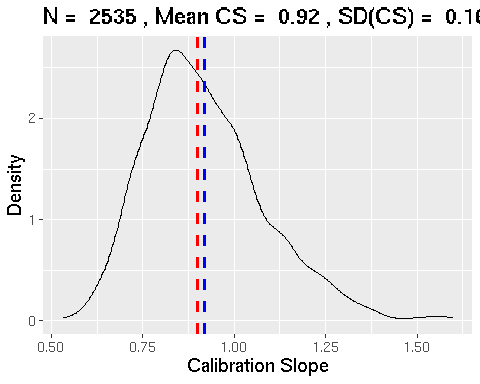 N = 2535 , Mean CS = 0.92 , SD(CS) = 0.16
Density
2
1
0
0.50 0.75 1.00 1.25 1.50
Calibration Slope